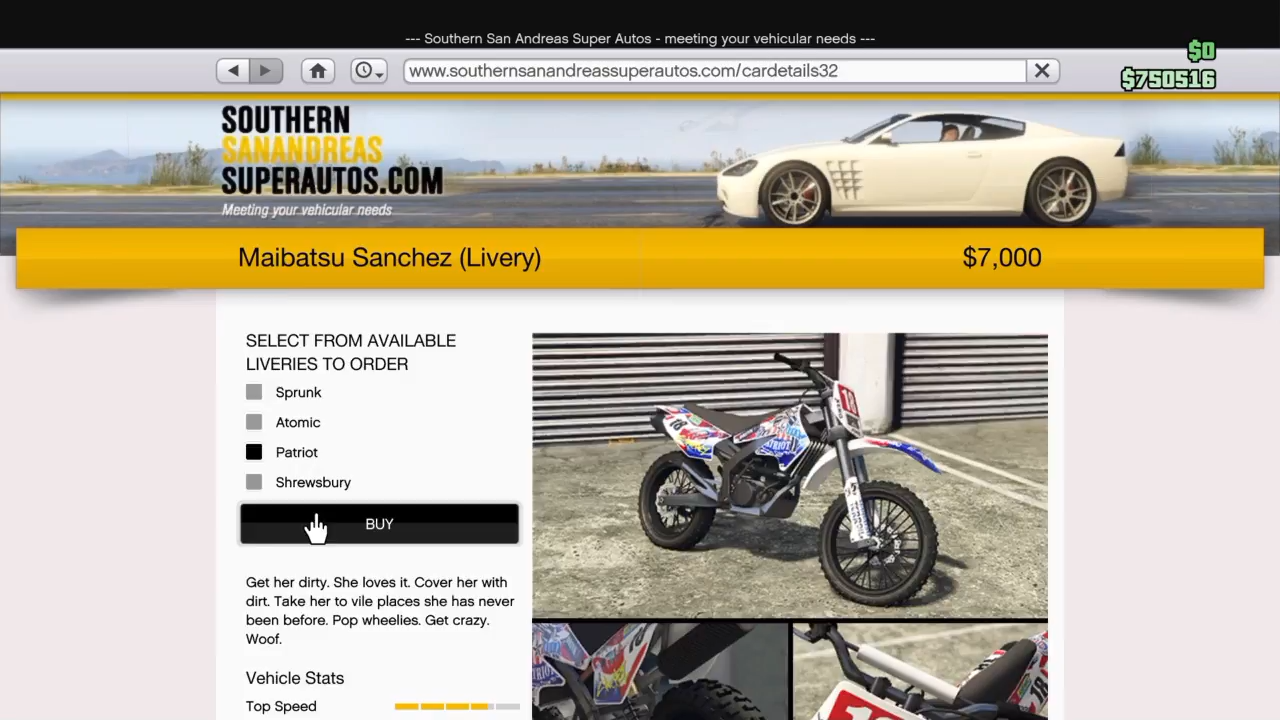 --- Southern San Andreas Super Autos - meeting your vehicular needs ---
$0
$750516
www.southernsanandreassuperautos.com/cardetails32
SOUTHERN
SANANDREAS
SUPERAUTOS.COM
Meeting your vehicular needs
Maibatsu Sanchez (Livery)
$7,000
SELECT FROM AVAILABLE
LIVERIES TO ORDER
Sprunk
Atomic
Patriot
Shrewsbury
BUY
Get her dirty. She loves it. Cover her with
dirt. Take her to vile places she has never
been before. Pop wheelies. Get crazy.
Woof.
Vehicle Stats
Top Speed
PATRIOT